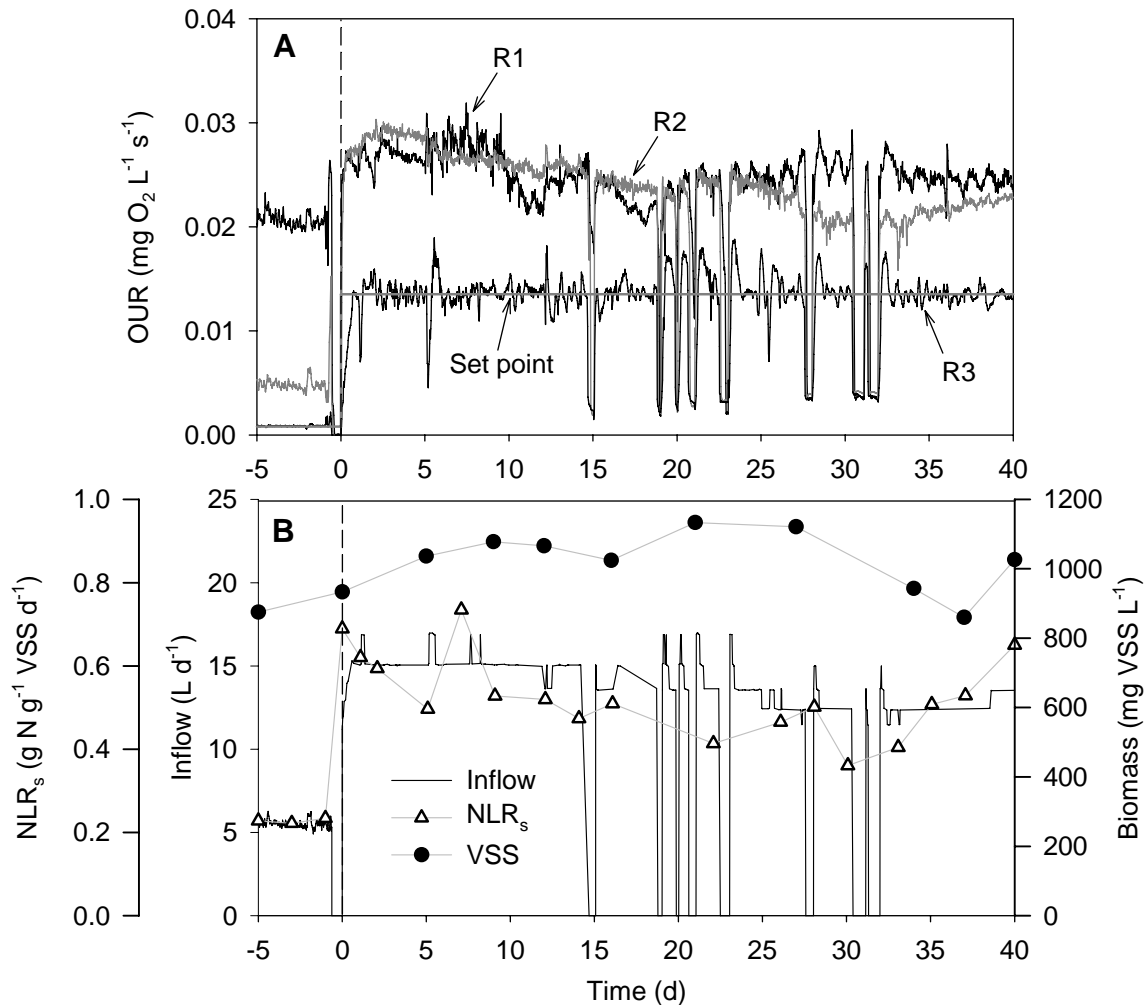 A
R1
R2
R3
Set point
OUR (mg O₂ L⁻¹ s⁻¹)
0.04
0.03
0.02
0.01
0.00
-5 0 5 10 15 20 25 30 35 40
B
NLRₛ (g N g⁻¹ VSS d⁻¹)
1.0
0.8
0.6
0.4
0.2
0.0
Inflow (L d⁻¹)
25
20
15
10
5
0
Inflow
NLRₛ
VSS
Biomass (mg VSS L⁻¹)
1200
1000
800
600
400
200
0
-5 0 5 10 15 20 25 30 35 40
Time (d)